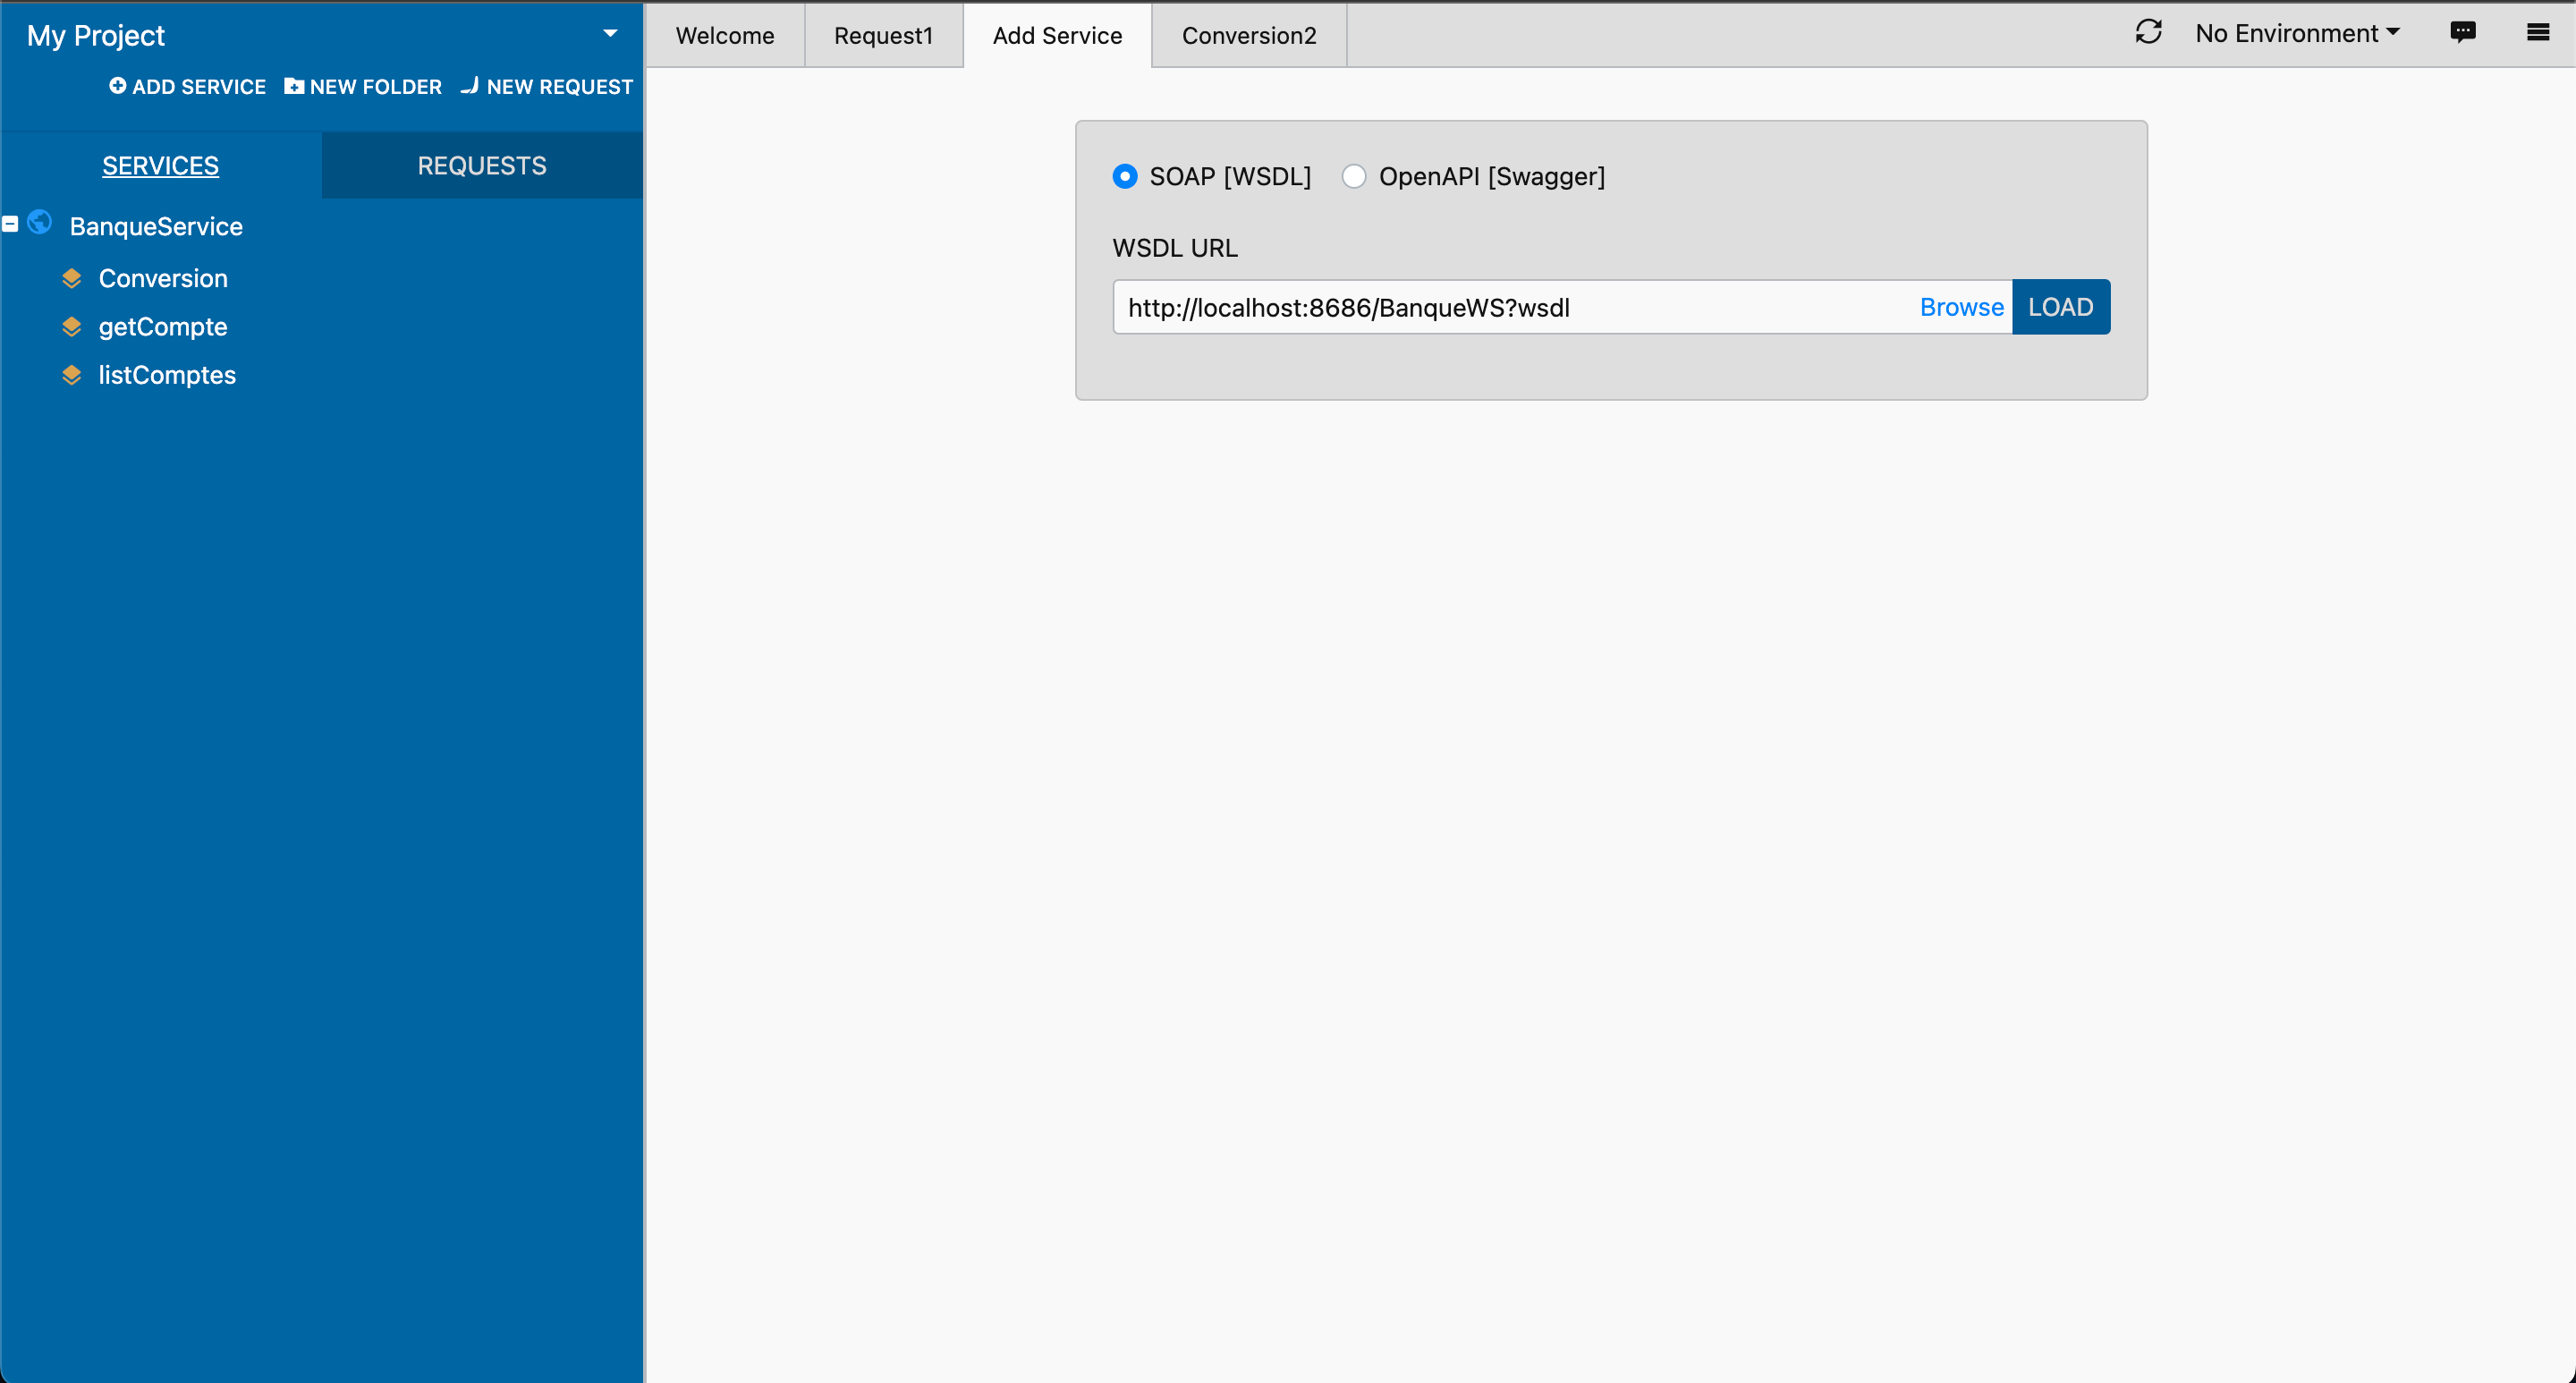 My Project
ADD SERVICE NEW FOLDER NEW REQUEST
SERVICES REQUESTS
BanqueService
Conversion
getCompte
listComptes
Welcome Request1 Add Service Conversion2 No Environment
SOAP [WSDL] OpenAPI [Swagger]
WSDL URL
http://localhost:8686/BanqueWS?wsdl Browse LOAD